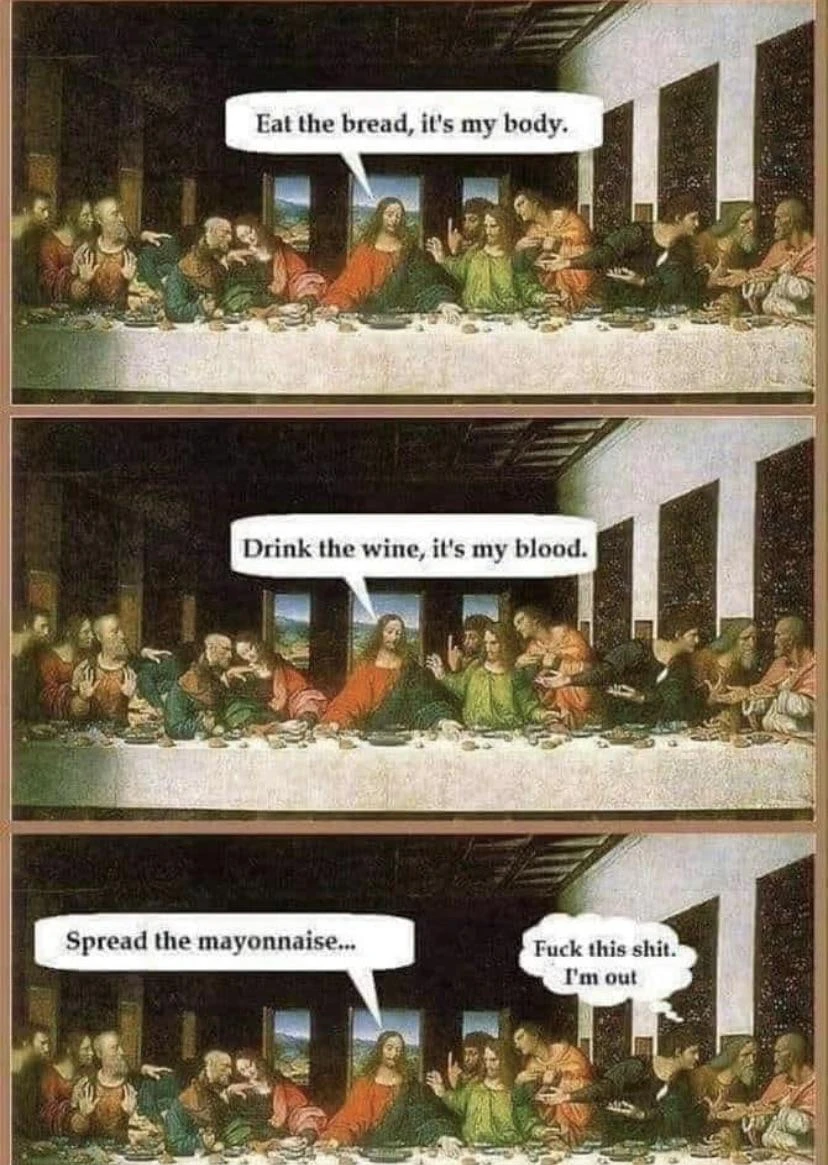 Eat the bread, it's my body.
Drink the wine, it's my blood.
Spread the mayonnaise...
Fuck this shit.
I'm out